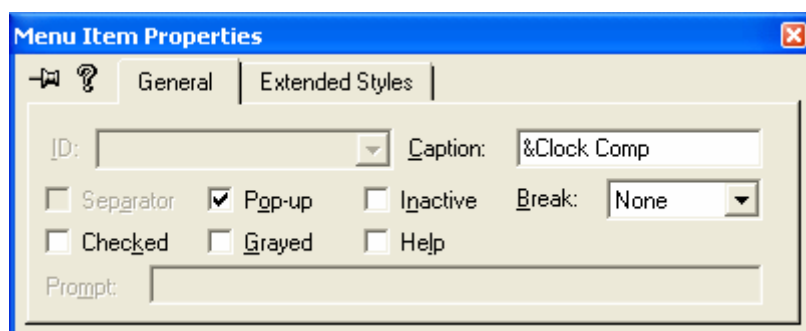 Menu Item Properties
General Extended Styles
ID: Caption: &Clock Comp
Separator Pop-up Inactive Break: None
Checked Grayed Help
Prompt: